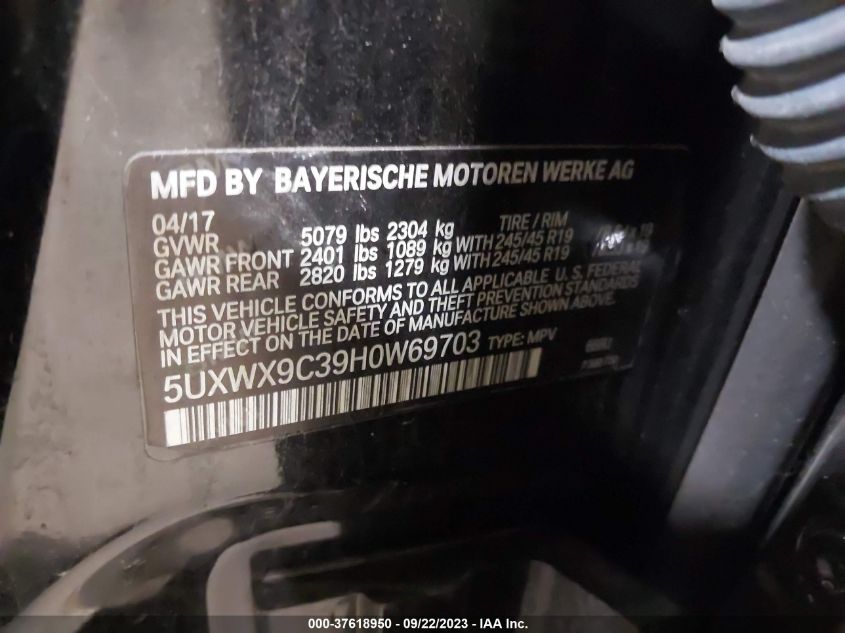 MFD BY BAYERISCHE MOTOREN WERKE AG
04/17 TIRE / RIM
GVWR 5079 lbs 2304 kg
GAWR FRONT 2401 lbs 1089 kg WITH 245/45 R19
GAWR REAR 2820 lbs 1279 kg WITH 245/45 R19
THIS VEHICLE CONFORMS TO ALL APPLICABLE U.S. FEDERAL
MOTOR VEHICLE SAFETY AND THEFT PREVENTION STANDARDS
IN EFFECT ON THE DATE OF MANUFACTURE SHOWN ABOVE.
5UXWX9C39H0W69703 TYPE: MPV
000-37618950 - 09/22/2023 - IAA Inc.